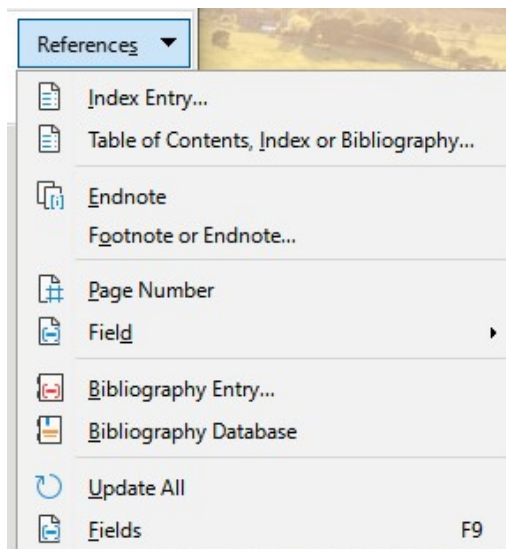 References
Index Entry...
Table of Contents, Index or Bibliography...
Endnote
Footnote or Endnote...
Page Number
Field
Bibliography Entry...
Bibliography Database
Update All
Fields F9